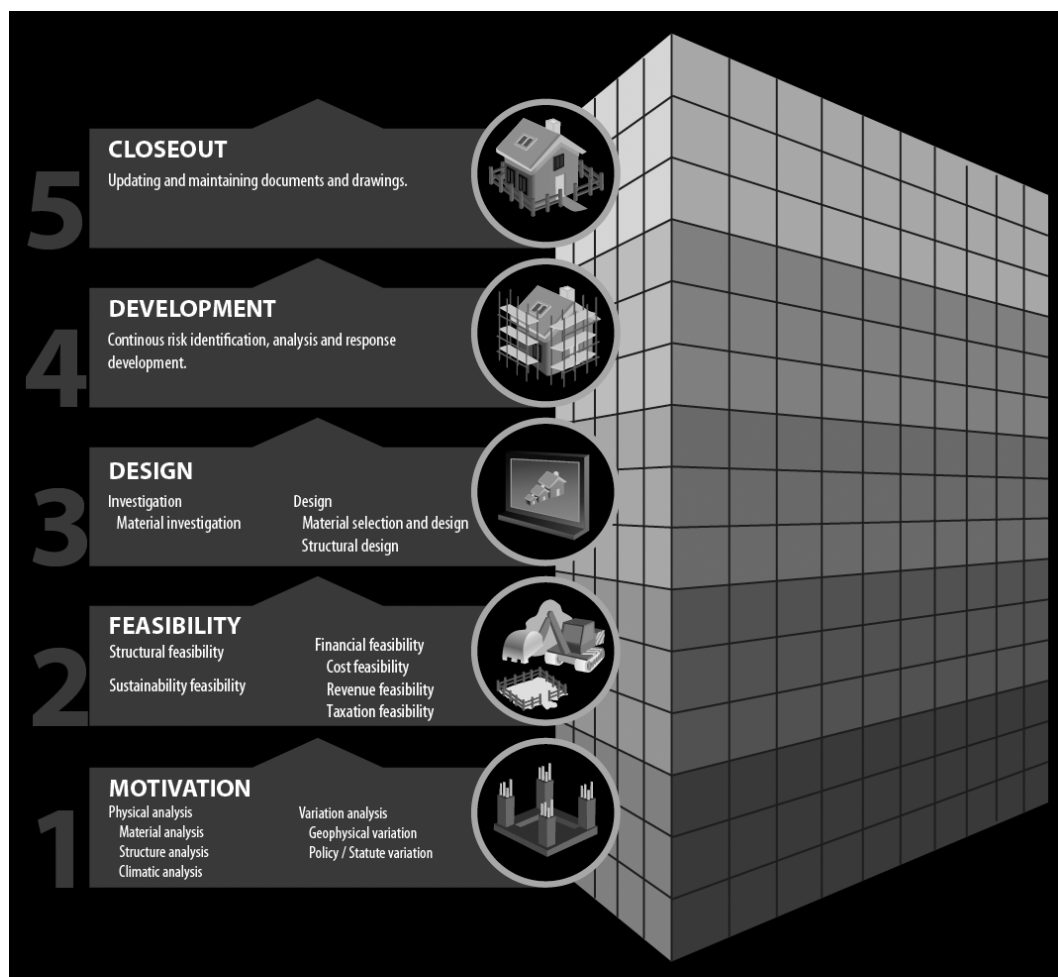 5
CLOSEOUT
Updating and maintaining documents and drawings.
4
DEVELOPMENT
Continous risk identification, analysis and response
development.
3
DESIGN
Investigation
Material investigation
Design
Material selection and design
Structural design
2
FEASIBILITY
Structural feasibility
Sustainability feasibility
Financial feasibility
Cost feasibility
Revenue feasibility
Taxation feasibility
1
MOTIVATION
Physical analysis
Material analysis
Structure analysis
Climatic analysis
Variation analysis
Geophysical variation
Policy / Statute variation